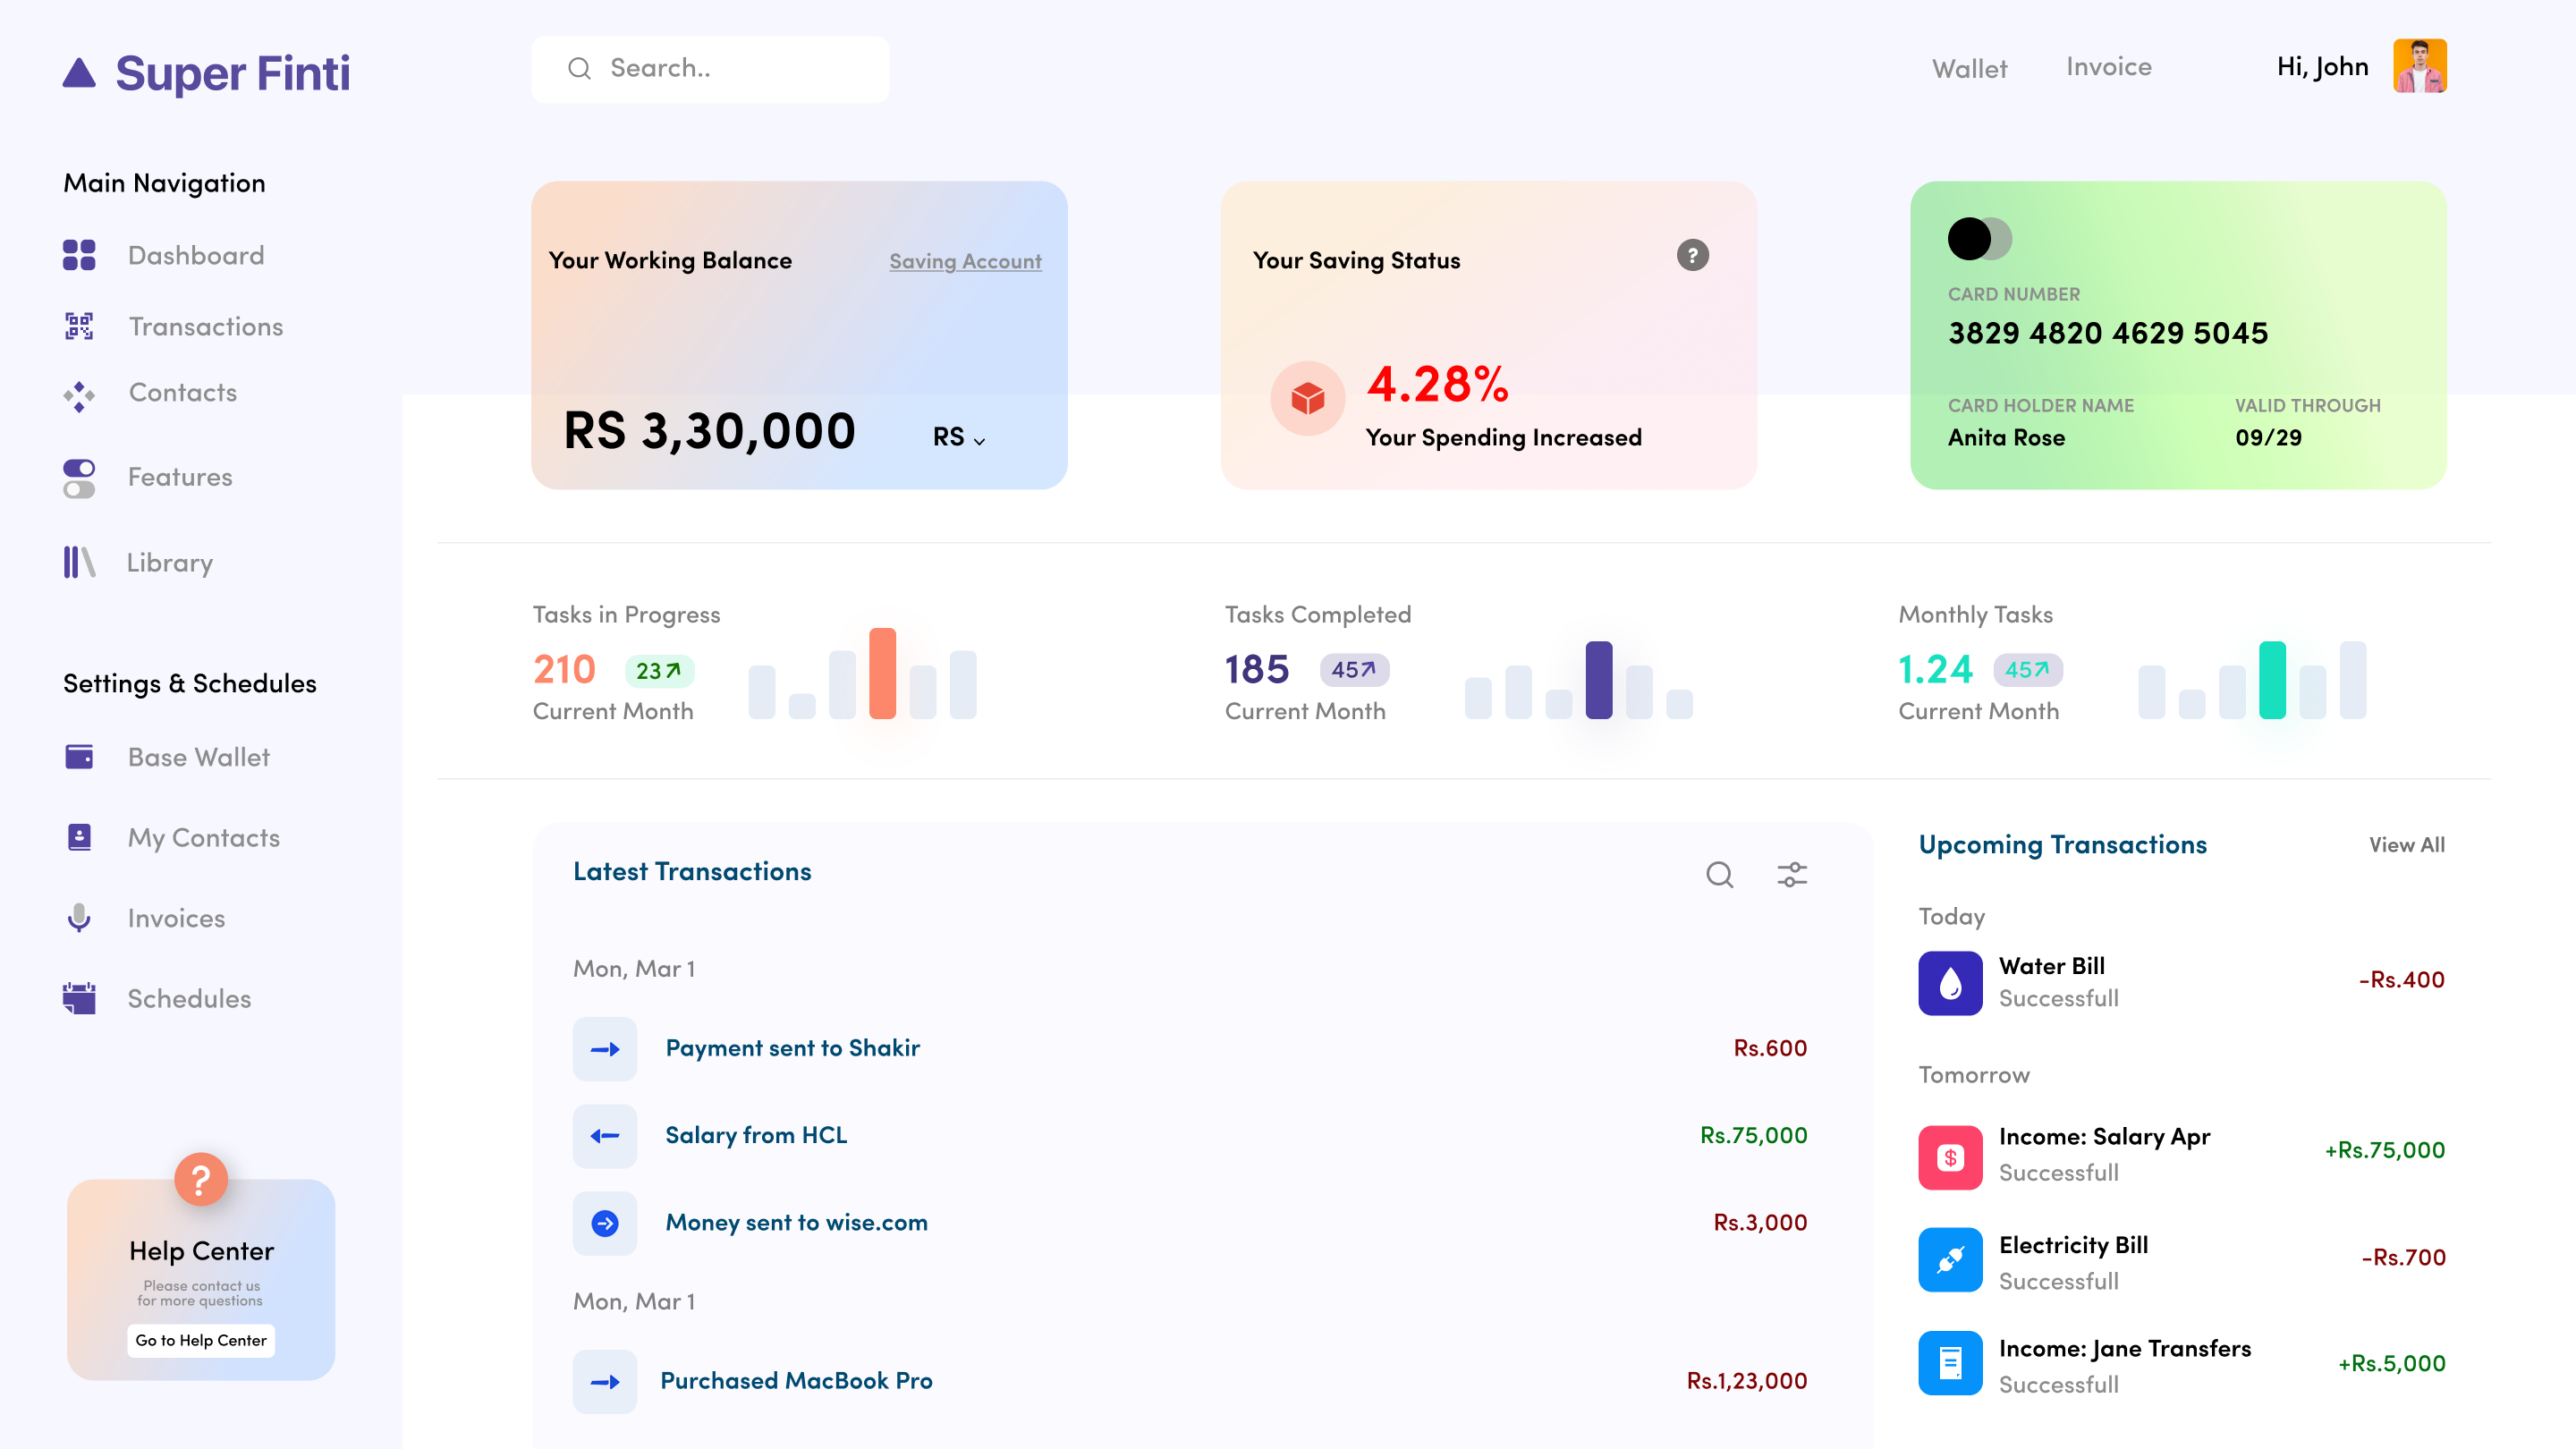 Super Finti
Search..
Wallet
Invoice
Hi, John
Main Navigation
Dashboard
Transactions
Contacts
Features
Library
Settings & Schedules
Base Wallet
My Contacts
Invoices
Schedules
?
Help Center
Please contact us
for more questions
Go to Help Center
Your Working Balance
Saving Account
RS 3,30,000
RS
Your Saving Status
?
4.28%
Your Spending Increased
CARD NUMBER
3829 4820 4629 5045
CARD HOLDER NAME
Anita Rose
VALID THROUGH
09/29
Tasks in Progress
210
23
Current Month
Tasks Completed
185
45
Current Month
Monthly Tasks
1.24
45
Current Month
Latest Transactions
Mon, Mar 1
Payment sent to Shakir
Rs.600
Salary from HCL
Rs.75,000
Money sent to wise.com
Rs.3,000
Mon, Mar 1
Purchased MacBook Pro
Rs.1,23,000
Upcoming Transactions
View All
Today
Water Bill
Successfull
-Rs.400
Tomorrow
$
Income: Salary Apr
Successfull
+Rs.75,000
Electricity Bill
Successfull
-Rs.700
Income: Jane Transfers
Successfull
+Rs.5,000